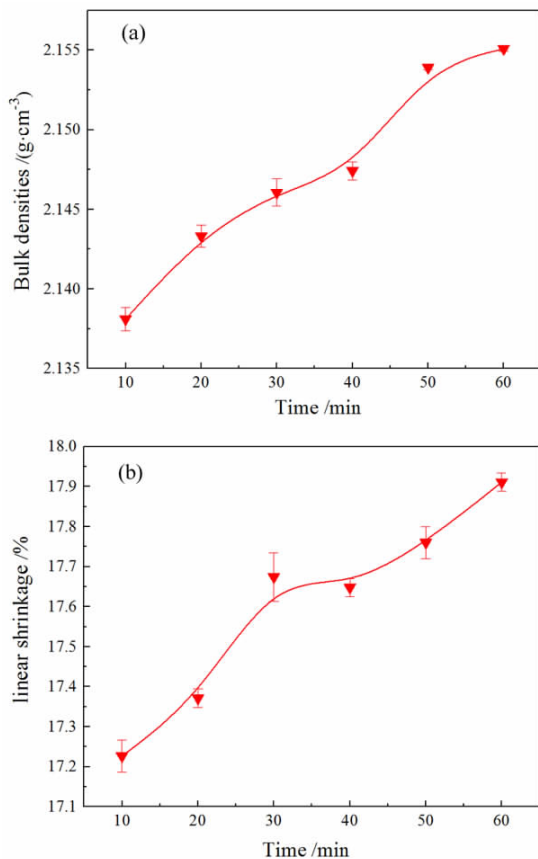 (a)
Bulk densities /(g·cm⁻³)
2.155
2.150
2.145
2.140
2.135
10 20 30 40 50 60
Time /min
(b)
linear shrinkage /%
18.0
17.9
17.8
17.7
17.6
17.5
17.4
17.3
17.2
17.1
10 20 30 40 50 60
Time /min